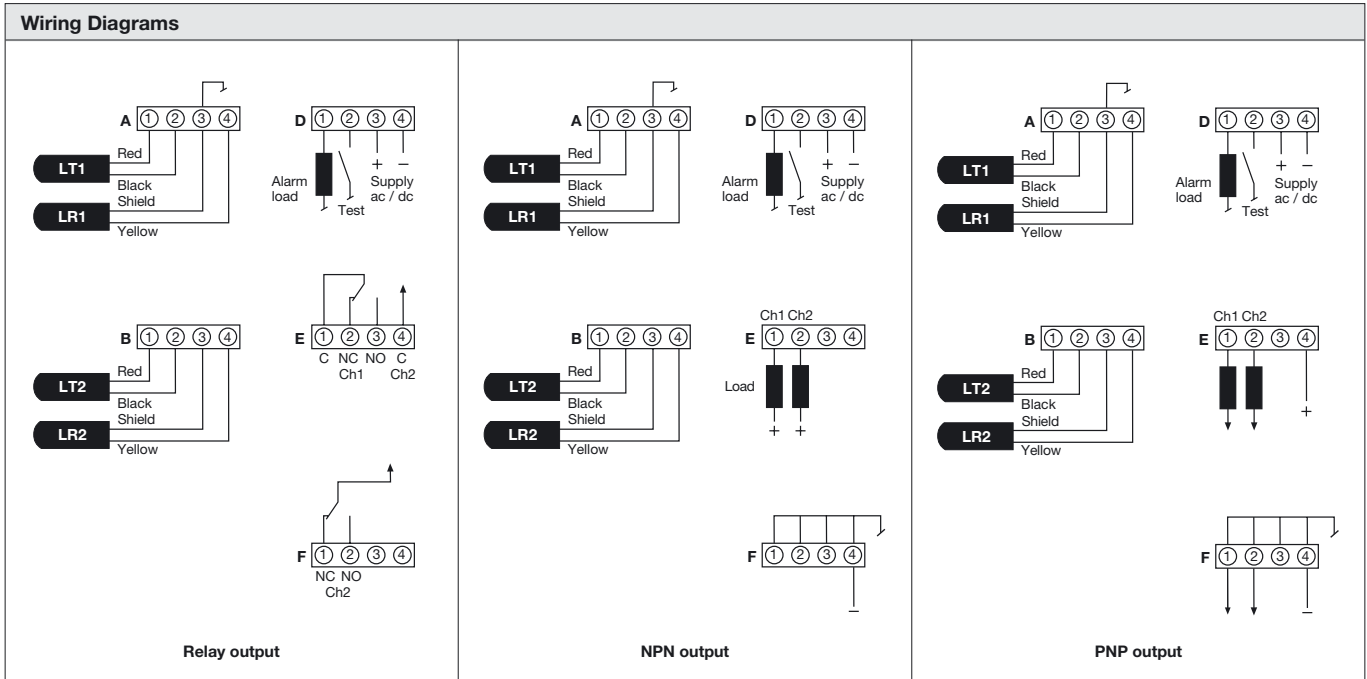 Wiring Diagrams
A 1 2 3 4
Red
LT1
Black
Shield
LR1
Yellow
D 1 2 3 4
+ −
Alarm load
Test
Supply ac / dc
B 1 2 3 4
Red
LT2
Black
Shield
LR2
Yellow
E 1 2 3 4
C NC NO C
Ch1 Ch2
F 1 2 3 4
NC NO
Ch2
Relay output
A 1 2 3 4
Red
LT1
Black
Shield
LR1
Yellow
D 1 2 3 4
+ −
Alarm load
Test
Supply ac / dc
B 1 2 3 4
Red
LT2
Black
Shield
LR2
Yellow
Ch1 Ch2
E 1 2 3 4
Load
+ +
F 1 2 3 4
−
NPN output
A 1 2 3 4
Red
LT1
Black
Shield
LR1
Yellow
D 1 2 3 4
+ −
Alarm load
Test
Supply ac / dc
B 1 2 3 4
Red
LT2
Black
Shield
LR2
Yellow
Ch1 Ch2
E 1 2 3 4
+
F 1 2 3 4
−
PNP output